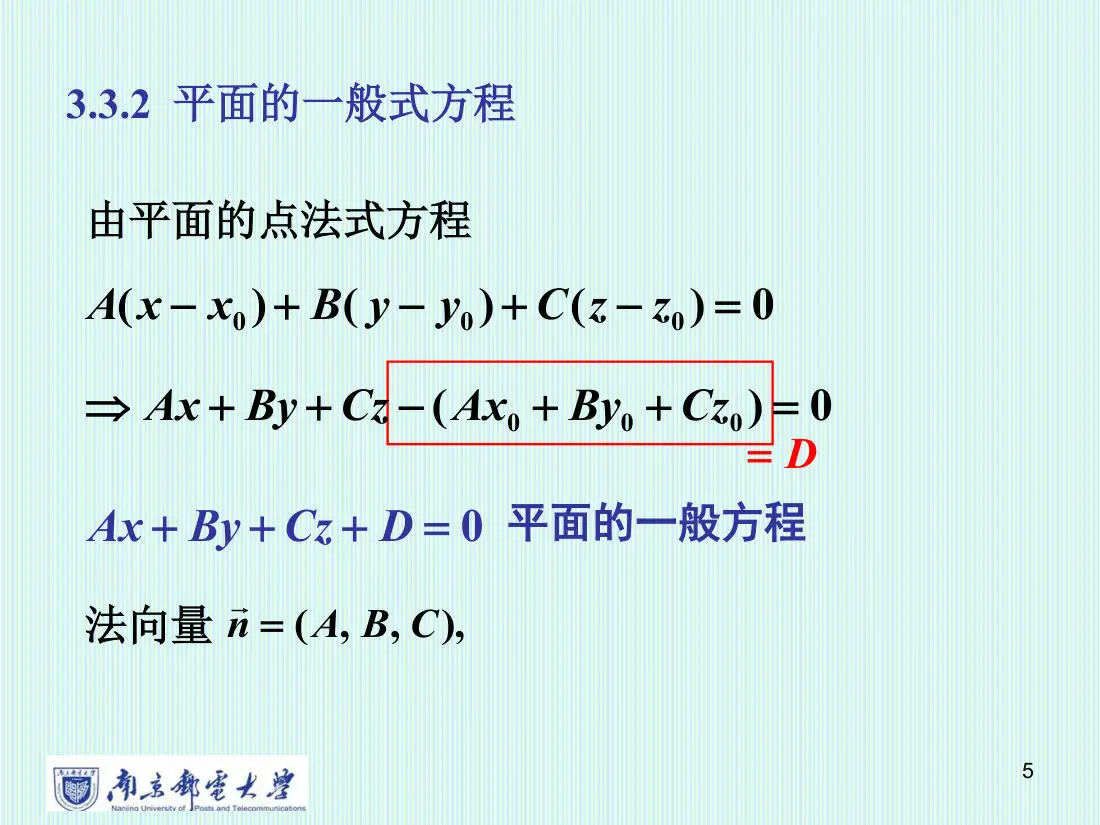 3.3.2 平面的一般式方程
由平面的点法式方程
A(x − x₀) + B(y − y₀) + C(z − z₀) = 0
⇒ Ax + By + Cz − (Ax₀ + By₀ + Cz₀) = 0
= D
Ax + By + Cz + D = 0 平面的一般方程
法向量 n⃗ = (A, B, C),
南京邮電大学
Nanjing University of Posts and Telecommunications
5